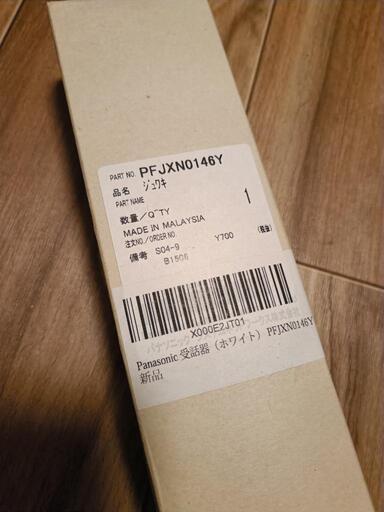 PART NO. PFJXN0146Y
品名 ジュワキ
PART NAME
数量/Q'TY 1
MADE IN MALAYSIA
注文NO./ORDER NO.
Y700 (税抜)
備考 S04-9
B1506
X000E2JT01
Panasonic 受話器 (ホワイト) PFJXN0146Y
新品